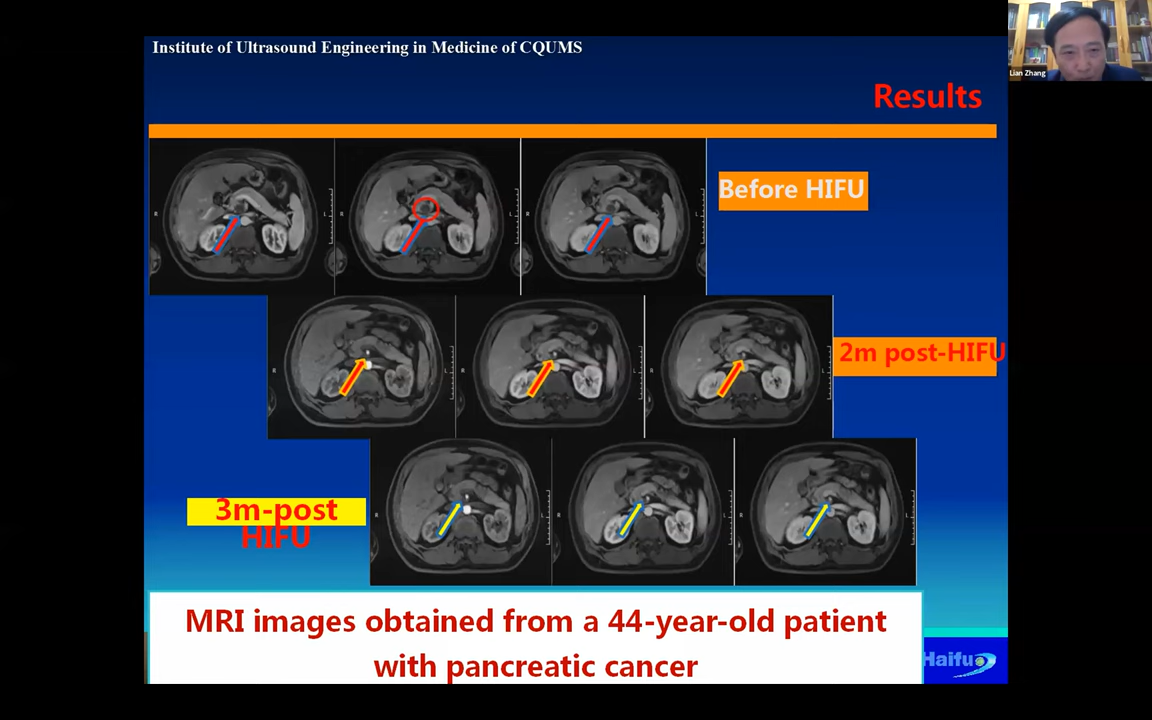 Institute of Ultrasound Engineering in Medicine of CQUMS
Lian Zhang
Results
Before HIFU
R
L
R
L
R
L
2m post-HIFU
R
L
R
L
R
L
3m-post
HIFU
R
L
R
L
R
L
MRI images obtained from a 44-year-old patient
with pancreatic cancer
Haifu